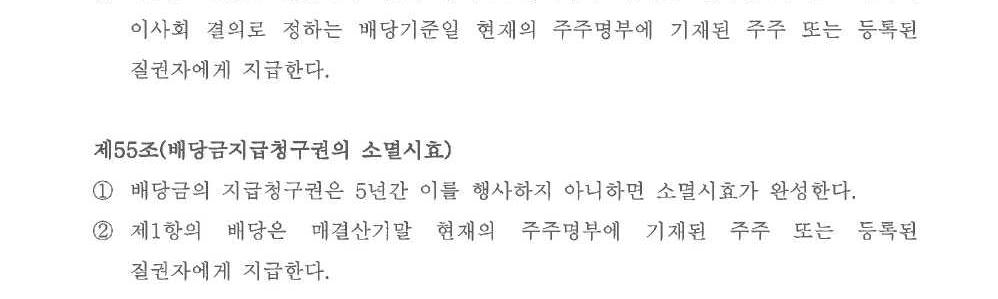 이사회 결의로 정하는 배당기준일 현재의 주주명부에 기재된 주주 또는 등록된
질권자에게 지급한다.
제55조(배당금지급청구권의 소멸시효)
① 배당금의 지급청구권은 5년간 이를 행사하지 아니하면 소멸시효가 완성한다.
② 제1항의 배당은 매결산기말 현재의 주주명부에 기재된 주주 또는 등록된
질권자에게 지급한다.